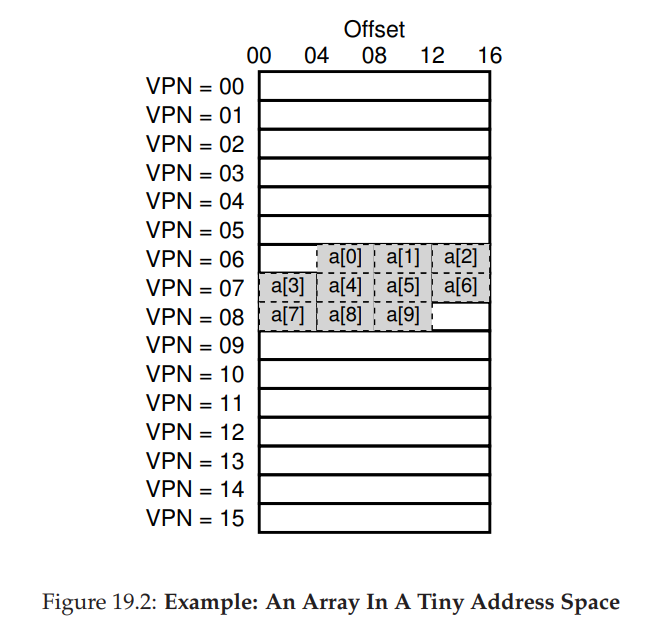 Offset
00 04 08 12 16
VPN = 00
VPN = 01
VPN = 02
VPN = 03
VPN = 04
VPN = 05
VPN = 06 a[0] a[1] a[2]
VPN = 07 a[3] a[4] a[5] a[6]
VPN = 08 a[7] a[8] a[9]
VPN = 09
VPN = 10
VPN = 11
VPN = 12
VPN = 13
VPN = 14
VPN = 15
Figure 19.2: Example: An Array In A Tiny Address Space